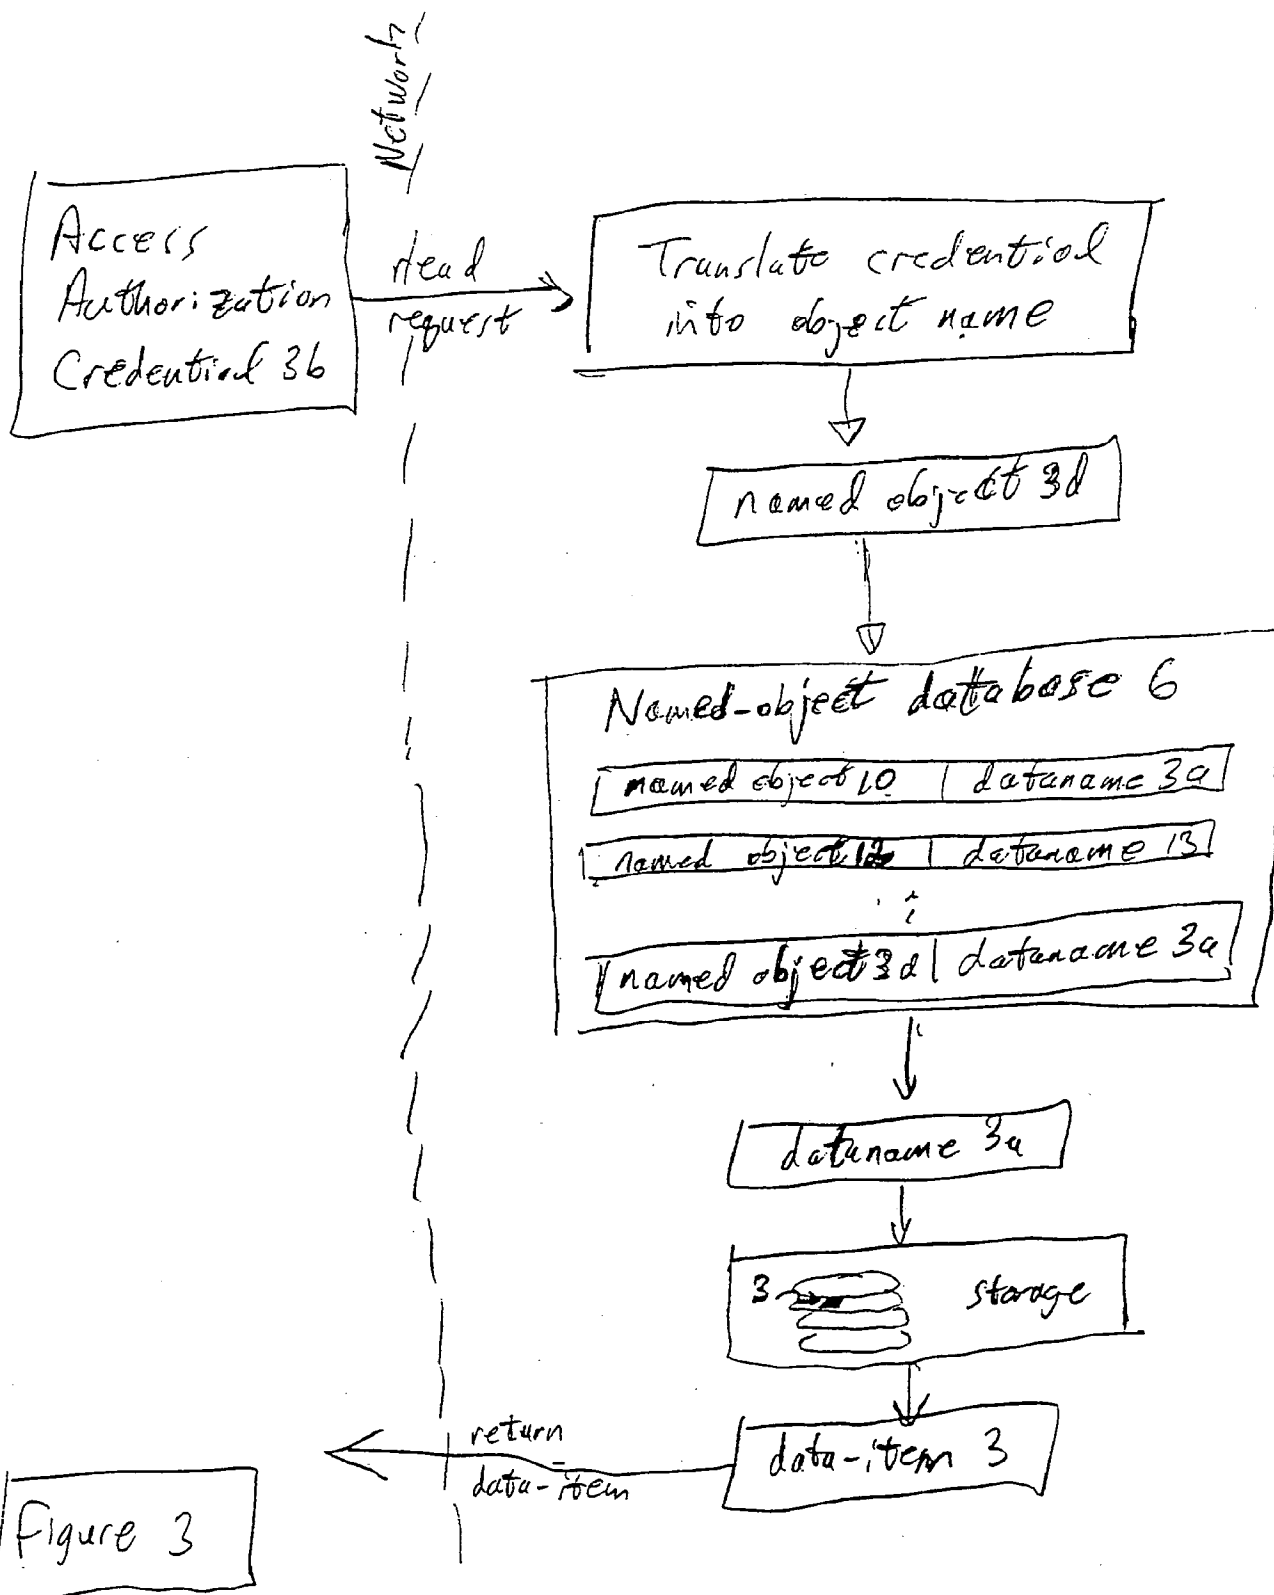 Network
Access
Authorization
Credential 3b
read
request
Translate credential
into object name
named object 3d
Named-object database 6
named object 10 | dataname 3a
named object 12 | dataname 13
named object 3d | dataname 3a
dataname 3a
3
storage
data-item 3
return
data-item
Figure 3